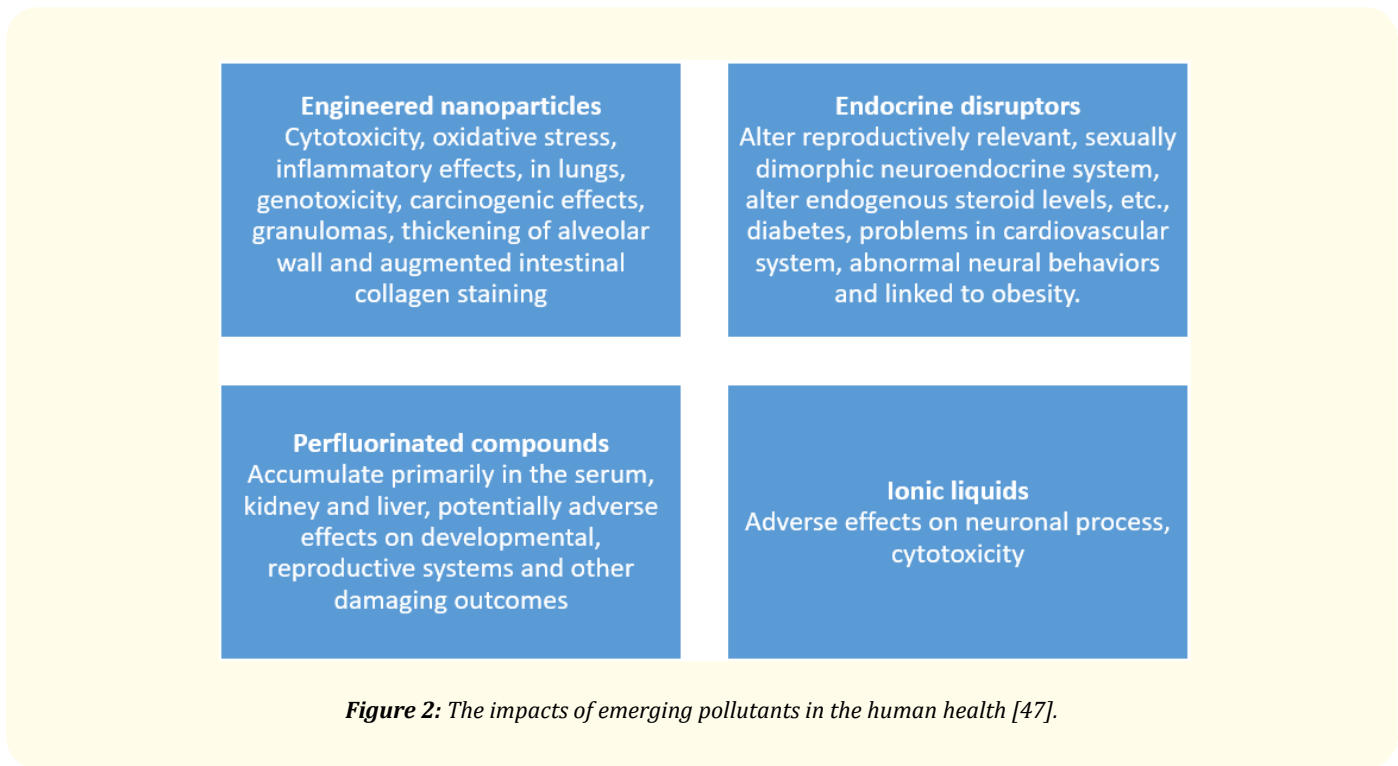 Engineered nanoparticles
Cytotoxicity, oxidative stress,
inflammatory effects, in lungs,
genotoxicity, carcinogenic effects,
granulomas, thickening of alveolar
wall and augmented intestinal
collagen staining
Endocrine disruptors
Alter reproductively relevant, sexually
dimorphic neuroendocrine system,
alter endogenous steroid levels, etc.,
diabetes, problems in cardiovascular
system, abnormal neural behaviors
and linked to obesity.
Perfluorinated compounds
Accumulate primarily in the serum,
kidney and liver, potentially adverse
effects on developmental,
reproductive systems and other
damaging outcomes
Ionic liquids
Adverse effects on neuronal process,
cytotoxicity
Figure 2: The impacts of emerging pollutants in the human health [47].